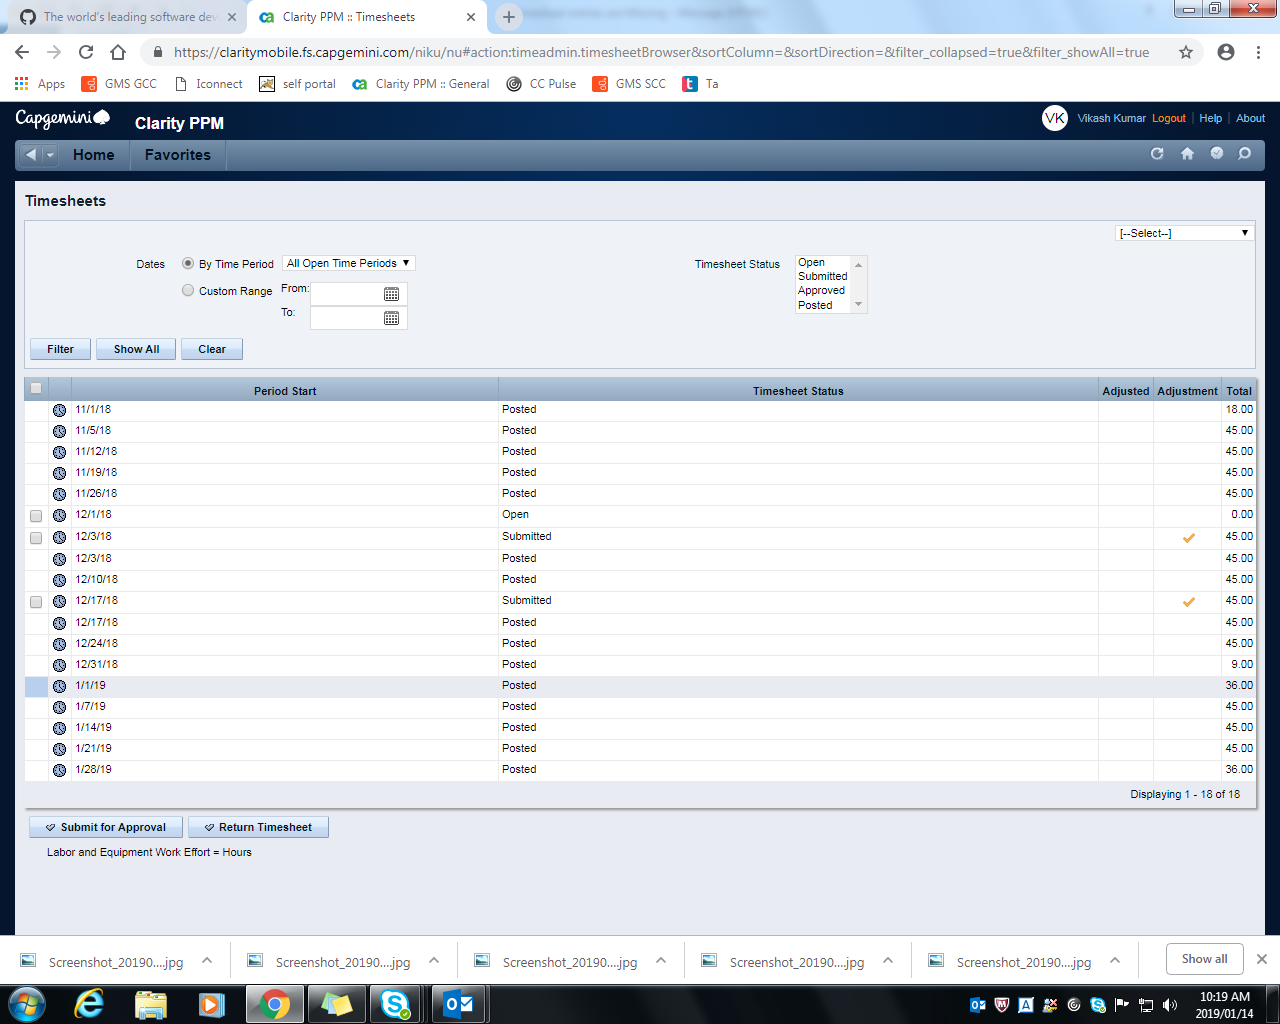 The world's leading software dev
Clarity PPM :: Timesheets
https://claritymobile.fs.capgemini.com/niku/nu#action:timeadmin.timesheetBrowser&sortColumn=&sortDirection=&filter_collapsed=true&filter_showAll=true
Apps GMS GCC Iconnect self portal Clarity PPM :: General CC Pulse GMS SCC Ta
Capgemini Clarity PPM VK Vikash Kumar Logout Help About
Home Favorites
Timesheets
[--Select--]
Dates By Time Period All Open Time Periods Timesheet Status Open
Submitted
Custom Range From: Approved
To: Posted
Filter Show All Clear
Period Start Timesheet Status Adjusted Adjustment Total
11/1/18 Posted 18.00
11/5/18 Posted 45.00
11/12/18 Posted 45.00
11/19/18 Posted 45.00
11/26/18 Posted 45.00
12/1/18 Open 0.00
12/3/18 Submitted 45.00
12/3/18 Posted 45.00
12/10/18 Posted 45.00
12/17/18 Submitted 45.00
12/17/18 Posted 45.00
12/24/18 Posted 45.00
12/31/18 Posted 9.00
1/1/19 Posted 36.00
1/7/19 Posted 45.00
1/14/19 Posted 45.00
1/21/19 Posted 45.00
1/28/19 Posted 36.00
Displaying 1 - 18 of 18
Submit for Approval Return Timesheet
Labor and Equipment Work Effort = Hours
Screenshot_20190....jpg Screenshot_20190....jpg Screenshot_20190....jpg Screenshot_20190....jpg Screenshot_20190....jpg Show all
10:19 AM
2019/01/14